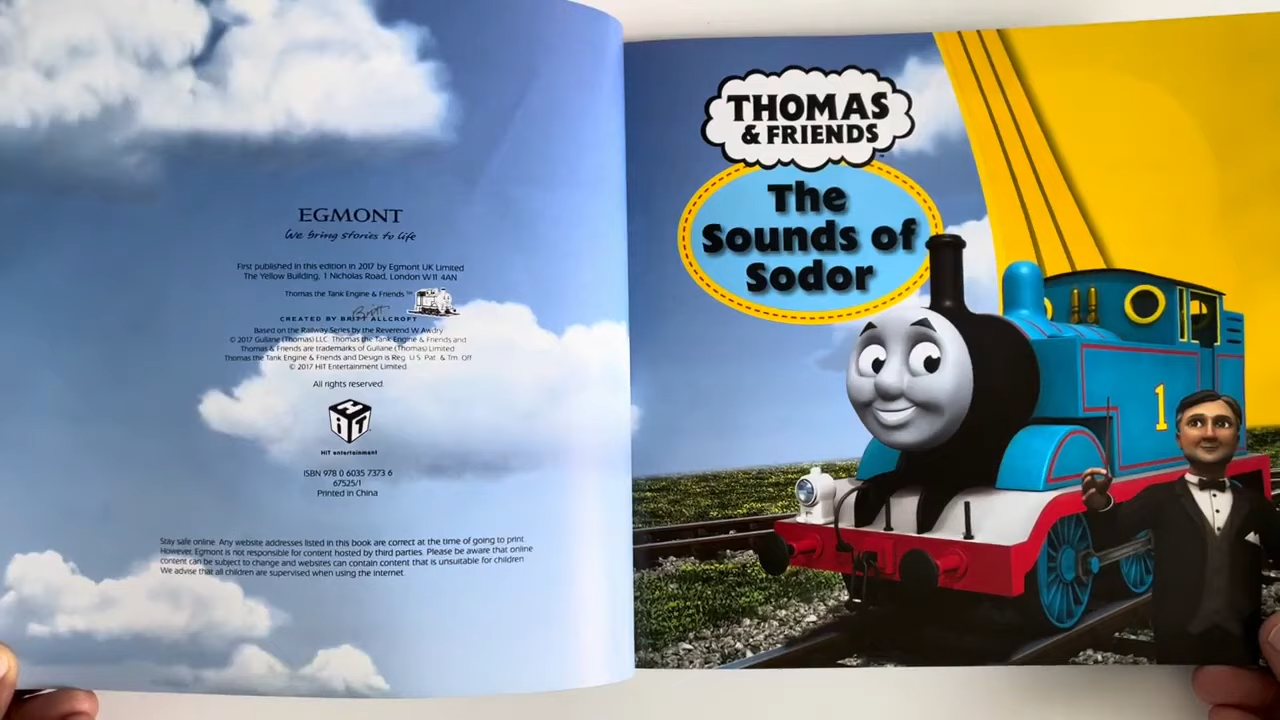 EGMONT
We bring stories to life
First published in this edition in 2017 by Egmont UK Limited
The Yellow Building, 1 Nicholas Road, London W11 4AN
Thomas the Tank Engine & Friends™
CREATED BY BRITT ALLCROFT
Based on the Railway Series by the Reverend W Awdry
© 2017 Gullane (Thomas) LLC. Thomas the Tank Engine & Friends and
Thomas & Friends are trademarks of Gullane (Thomas) Limited
Thomas the Tank Engine & Friends and Design is Reg. U.S. Pat. & Tm. Off
© 2017 HIT Entertainment Limited
All rights reserved.
HiT
HiT entertainment
ISBN 978 0 6035 7373 6
67525/1
Printed in China
Stay safe online. Any website addresses listed in this book are correct at the time of going to print.
However, Egmont is not responsible for content hosted by third parties. Please be aware that online
content can be subject to change and websites can contain content that is unsuitable for children.
We advise that all children are supervised when using the internet.
THOMAS
& FRIENDS™
The
Sounds of
Sodor
1